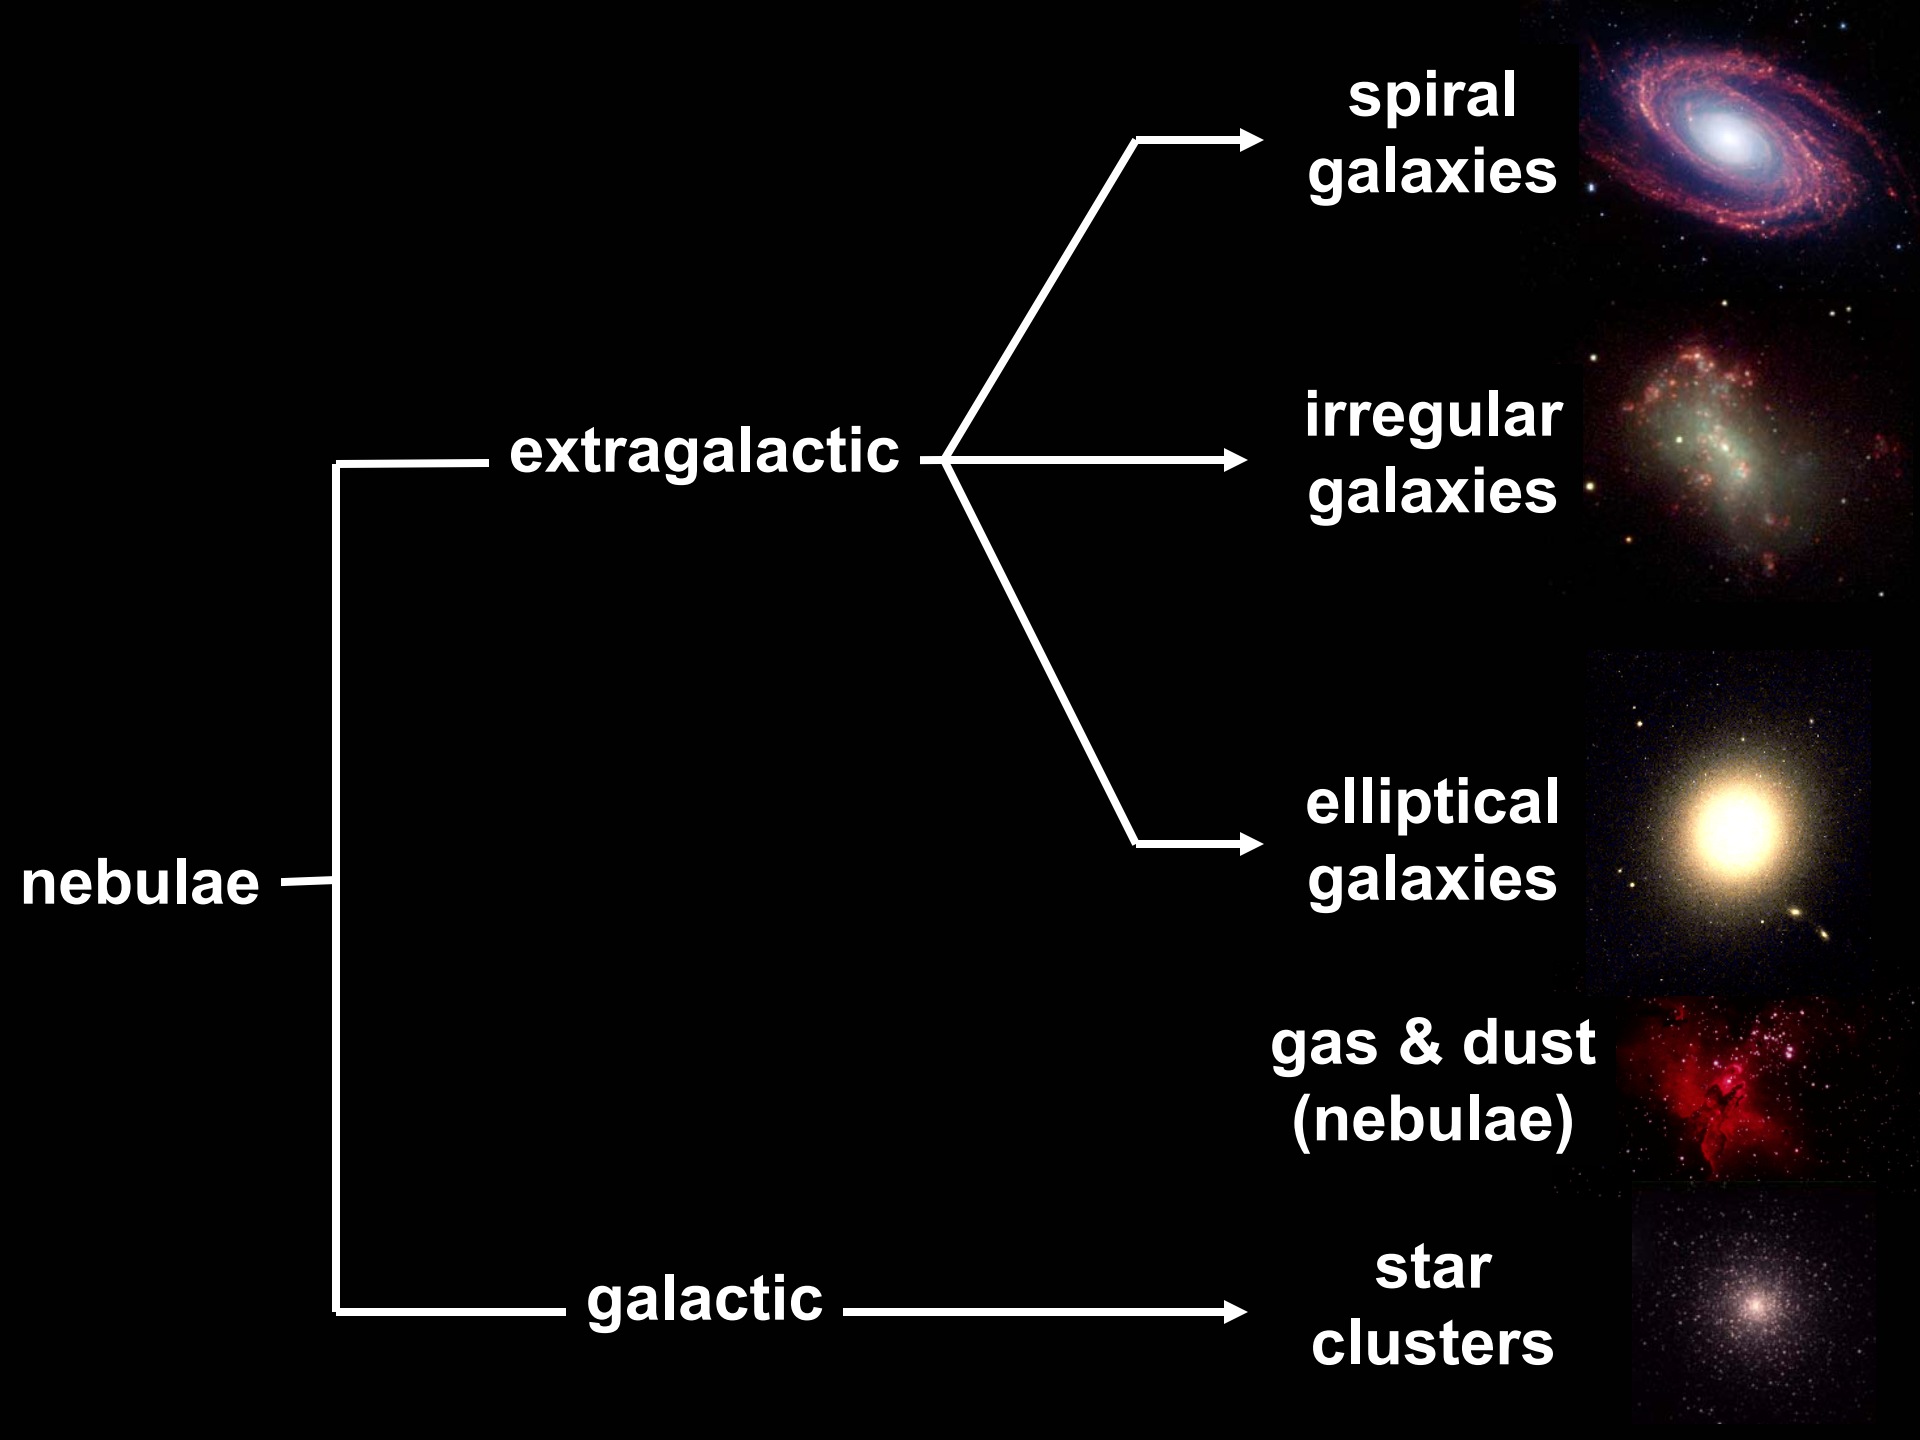 spiral
galaxies
irregular
galaxies
extragalactic
elliptical
galaxies
nebulae
gas & dust
(nebulae)
star
clusters
galactic